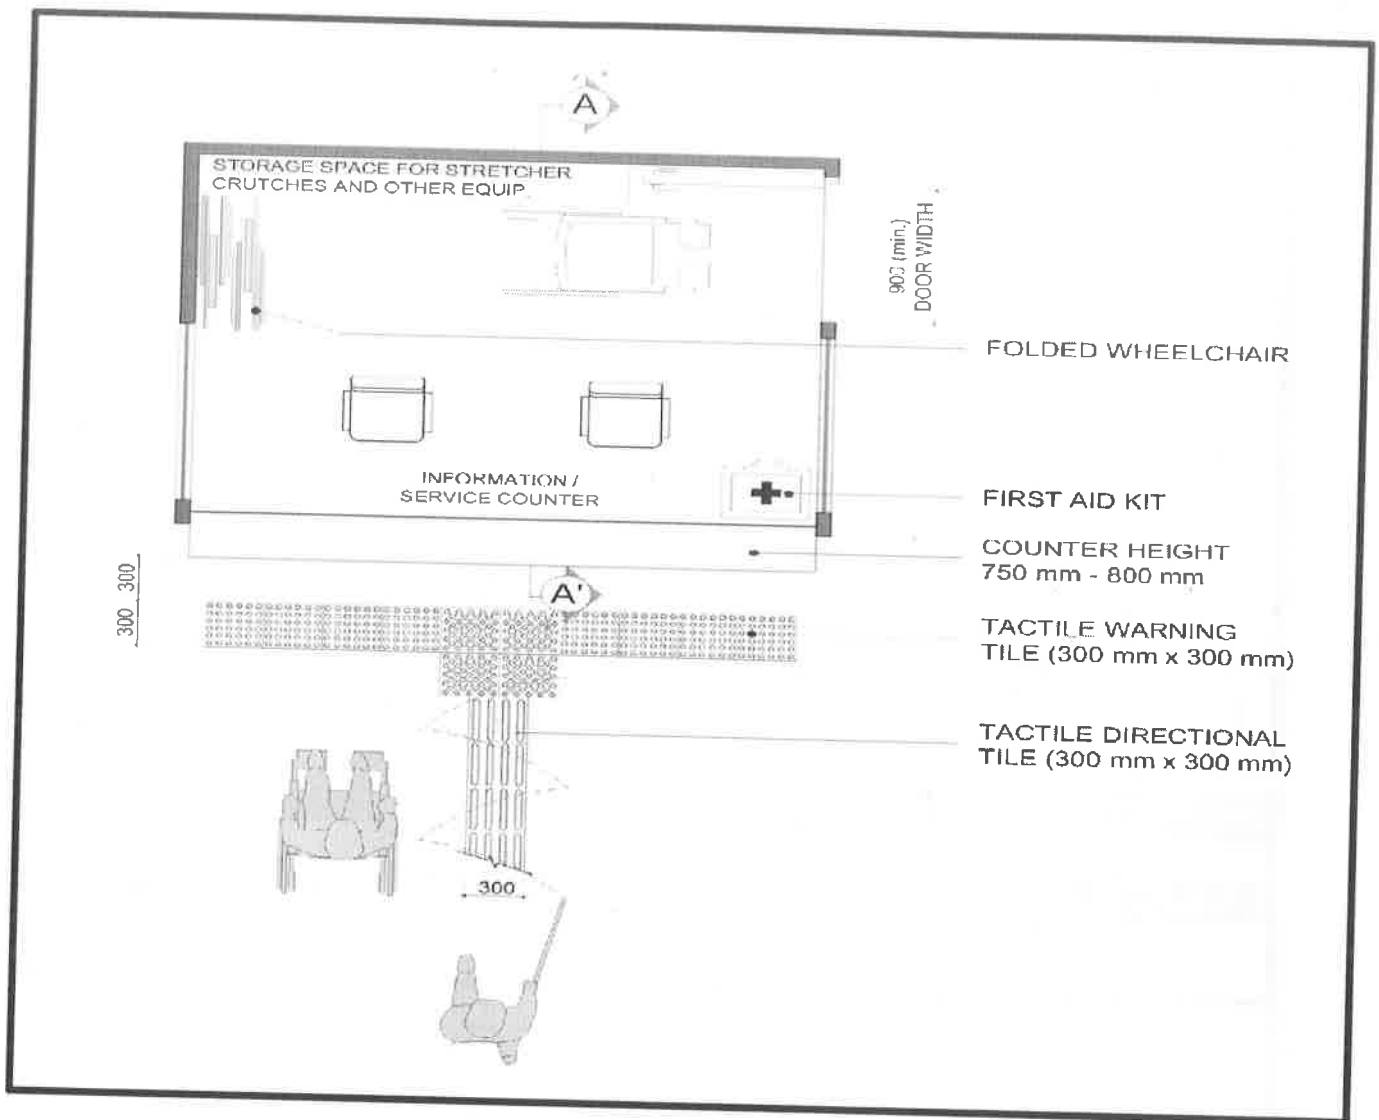 A
STORAGE SPACE FOR STRETCHER
CRUTCHES AND OTHER EQUIP.
900 (min.)
DOOR WIDTH
FOLDED WHEELCHAIR
INFORMATION /
SERVICE COUNTER
FIRST AID KIT
COUNTER HEIGHT
750 mm - 800 mm
300
300
A'
TACTILE WARNING
TILE (300 mm x 300 mm)
TACTILE DIRECTIONAL
TILE (300 mm x 300 mm)
300